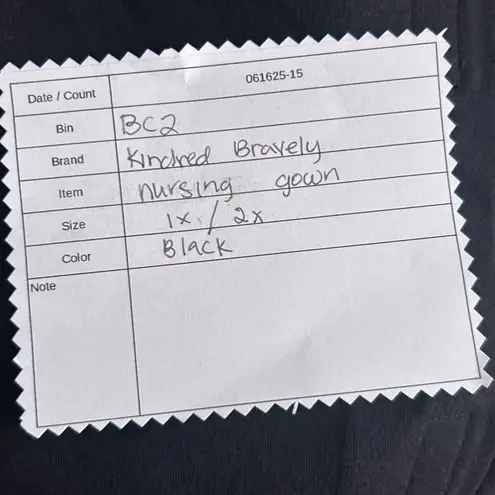 Date / Count 061625-15
Bin BC2
Brand Kindred Bravely
Item nursing gown
Size 1x / 2x
Color Black
Note